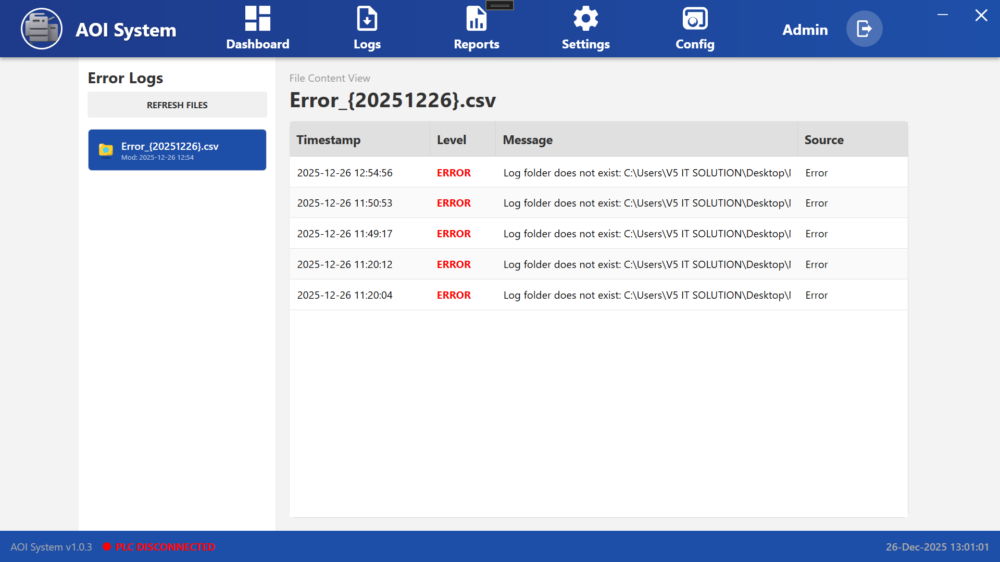 AOI System
Dashboard
Logs
Reports
Settings
Config
Admin
Error Logs
REFRESH FILES
Error_{20251226}.csv
Mod: 2025-12-26 12:54
File Content View
Error_{20251226}.csv
Timestamp Level Message Source
2025-12-26 12:54:56 ERROR Log folder does not exist: C:\Users\V5 IT SOLUTION\Desktop\ Error
2025-12-26 11:50:53 ERROR Log folder does not exist: C:\Users\V5 IT SOLUTION\Desktop\ Error
2025-12-26 11:49:17 ERROR Log folder does not exist: C:\Users\V5 IT SOLUTION\Desktop\ Error
2025-12-26 11:20:12 ERROR Log folder does not exist: C:\Users\V5 IT SOLUTION\Desktop\ Error
2025-12-26 11:20:04 ERROR Log folder does not exist: C:\Users\V5 IT SOLUTION\Desktop\ Error
AOI System v1.0.3 PLC DISCONNECTED 26-Dec-2025 13:01:01